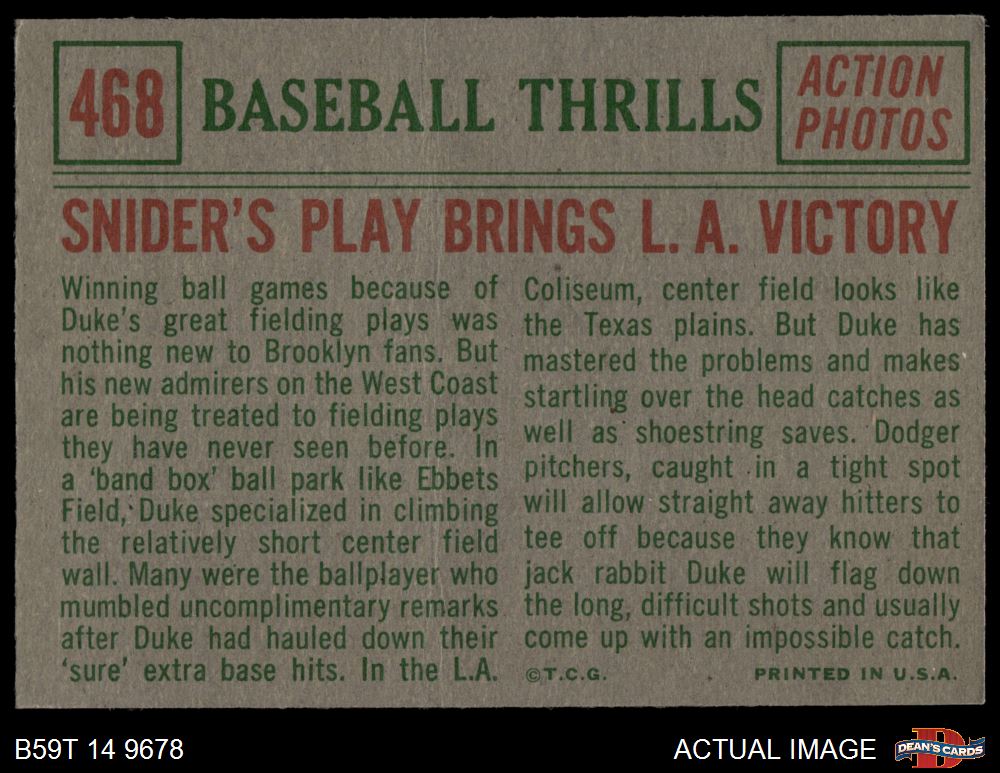 468
BASEBALL THRILLS
ACTION
PHOTOS
SNIDER'S PLAY BRINGS L. A. VICTORY
Winning ball games because of
Duke's great fielding plays was
nothing new to Brooklyn fans. But
his new admirers on the West Coast
are being treated to fielding plays
they have never seen before. In
a 'band box' ball park like Ebbets
Field, Duke specialized in climbing
the relatively short center field
wall. Many were the ballplayer who
mumbled uncomplimentary remarks
after Duke had hauled down their
'sure' extra base hits. In the L.A.
Coliseum, center field looks like
the Texas plains. But Duke has
mastered the problems and makes
startling over the head catches as
well as shoestring saves. Dodger
pitchers, caught in a tight spot
will allow straight away hitters to
tee off because they know that
jack rabbit Duke will flag down
the long, difficult shots and usually
come up with an impossible catch.
©T.C.G. PRINTED IN U.S.A.
B59T 14 9678
ACTUAL IMAGE
D
DEAN'S CARDS